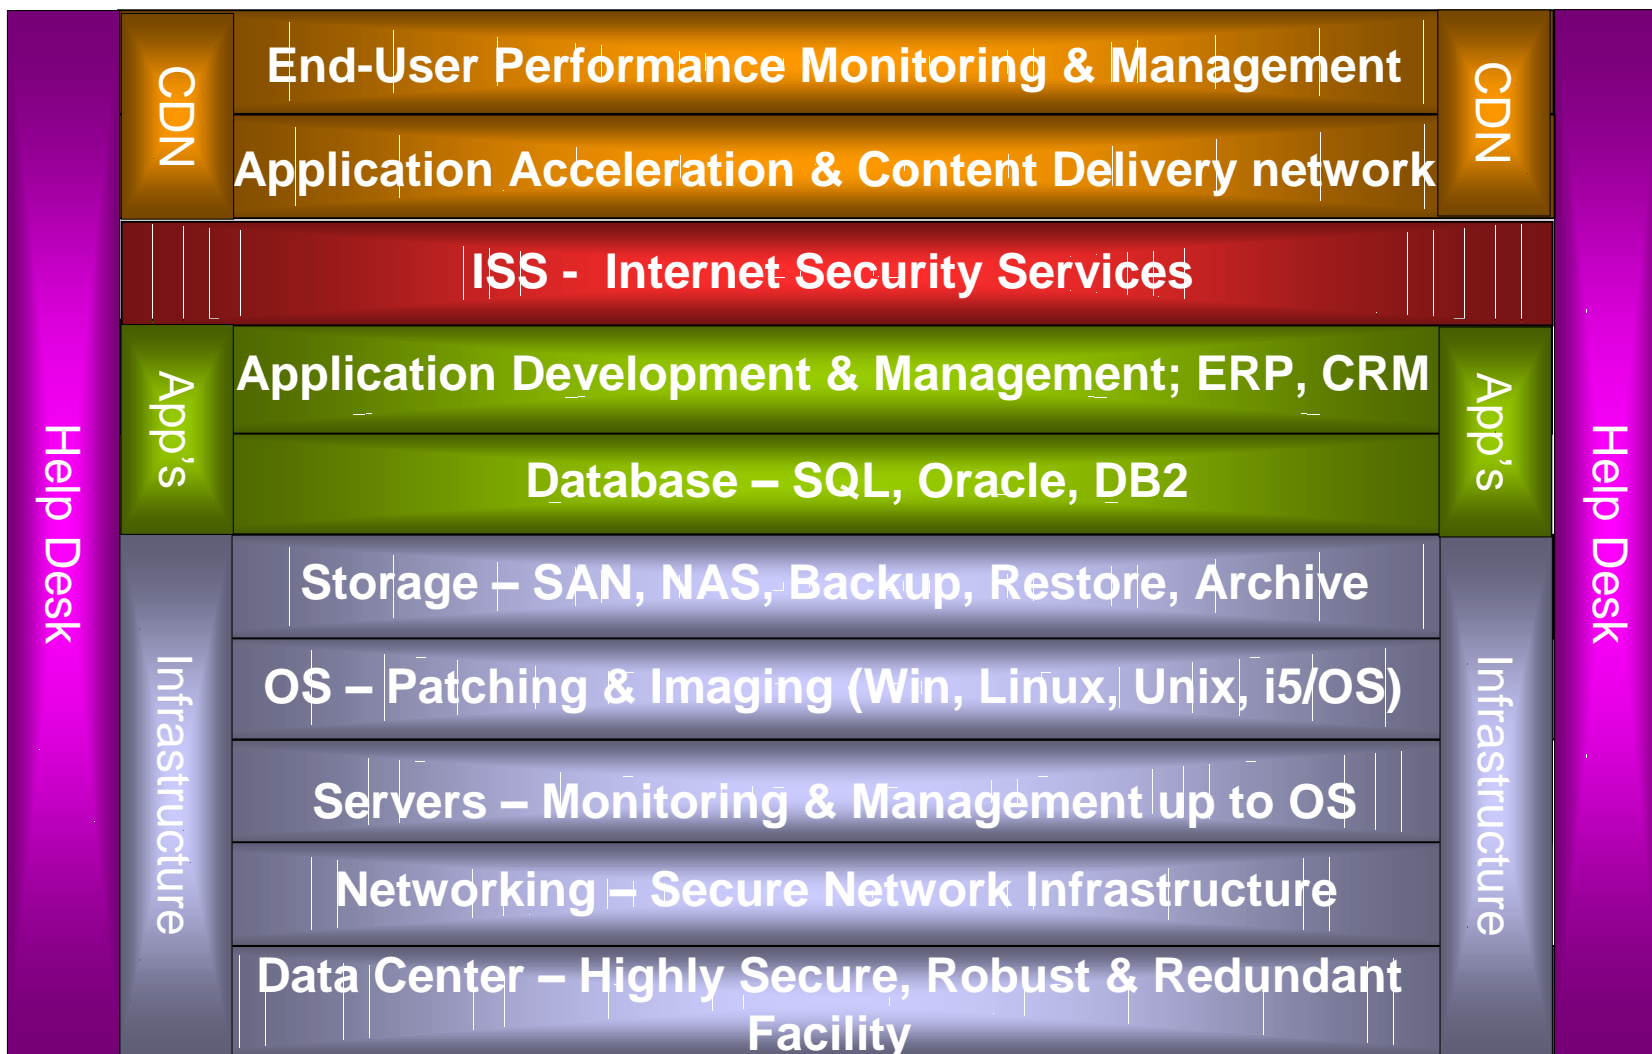 Help Desk
CDN
End-User Performance Monitoring & Management
Application Acceleration & Content Delivery network
CDN
ISS -  Internet Security Services
App's
Application Development & Management; ERP, CRM
Database – SQL, Oracle, DB2
App's
Infrastructure
Storage – SAN, NAS, Backup, Restore, Archive
OS – Patching & Imaging (Win, Linux, Unix, i5/OS)
Servers – Monitoring & Management up to OS
Networking – Secure Network Infrastructure
Data Center – Highly Secure, Robust & Redundant
Facility
Infrastructure
Help Desk